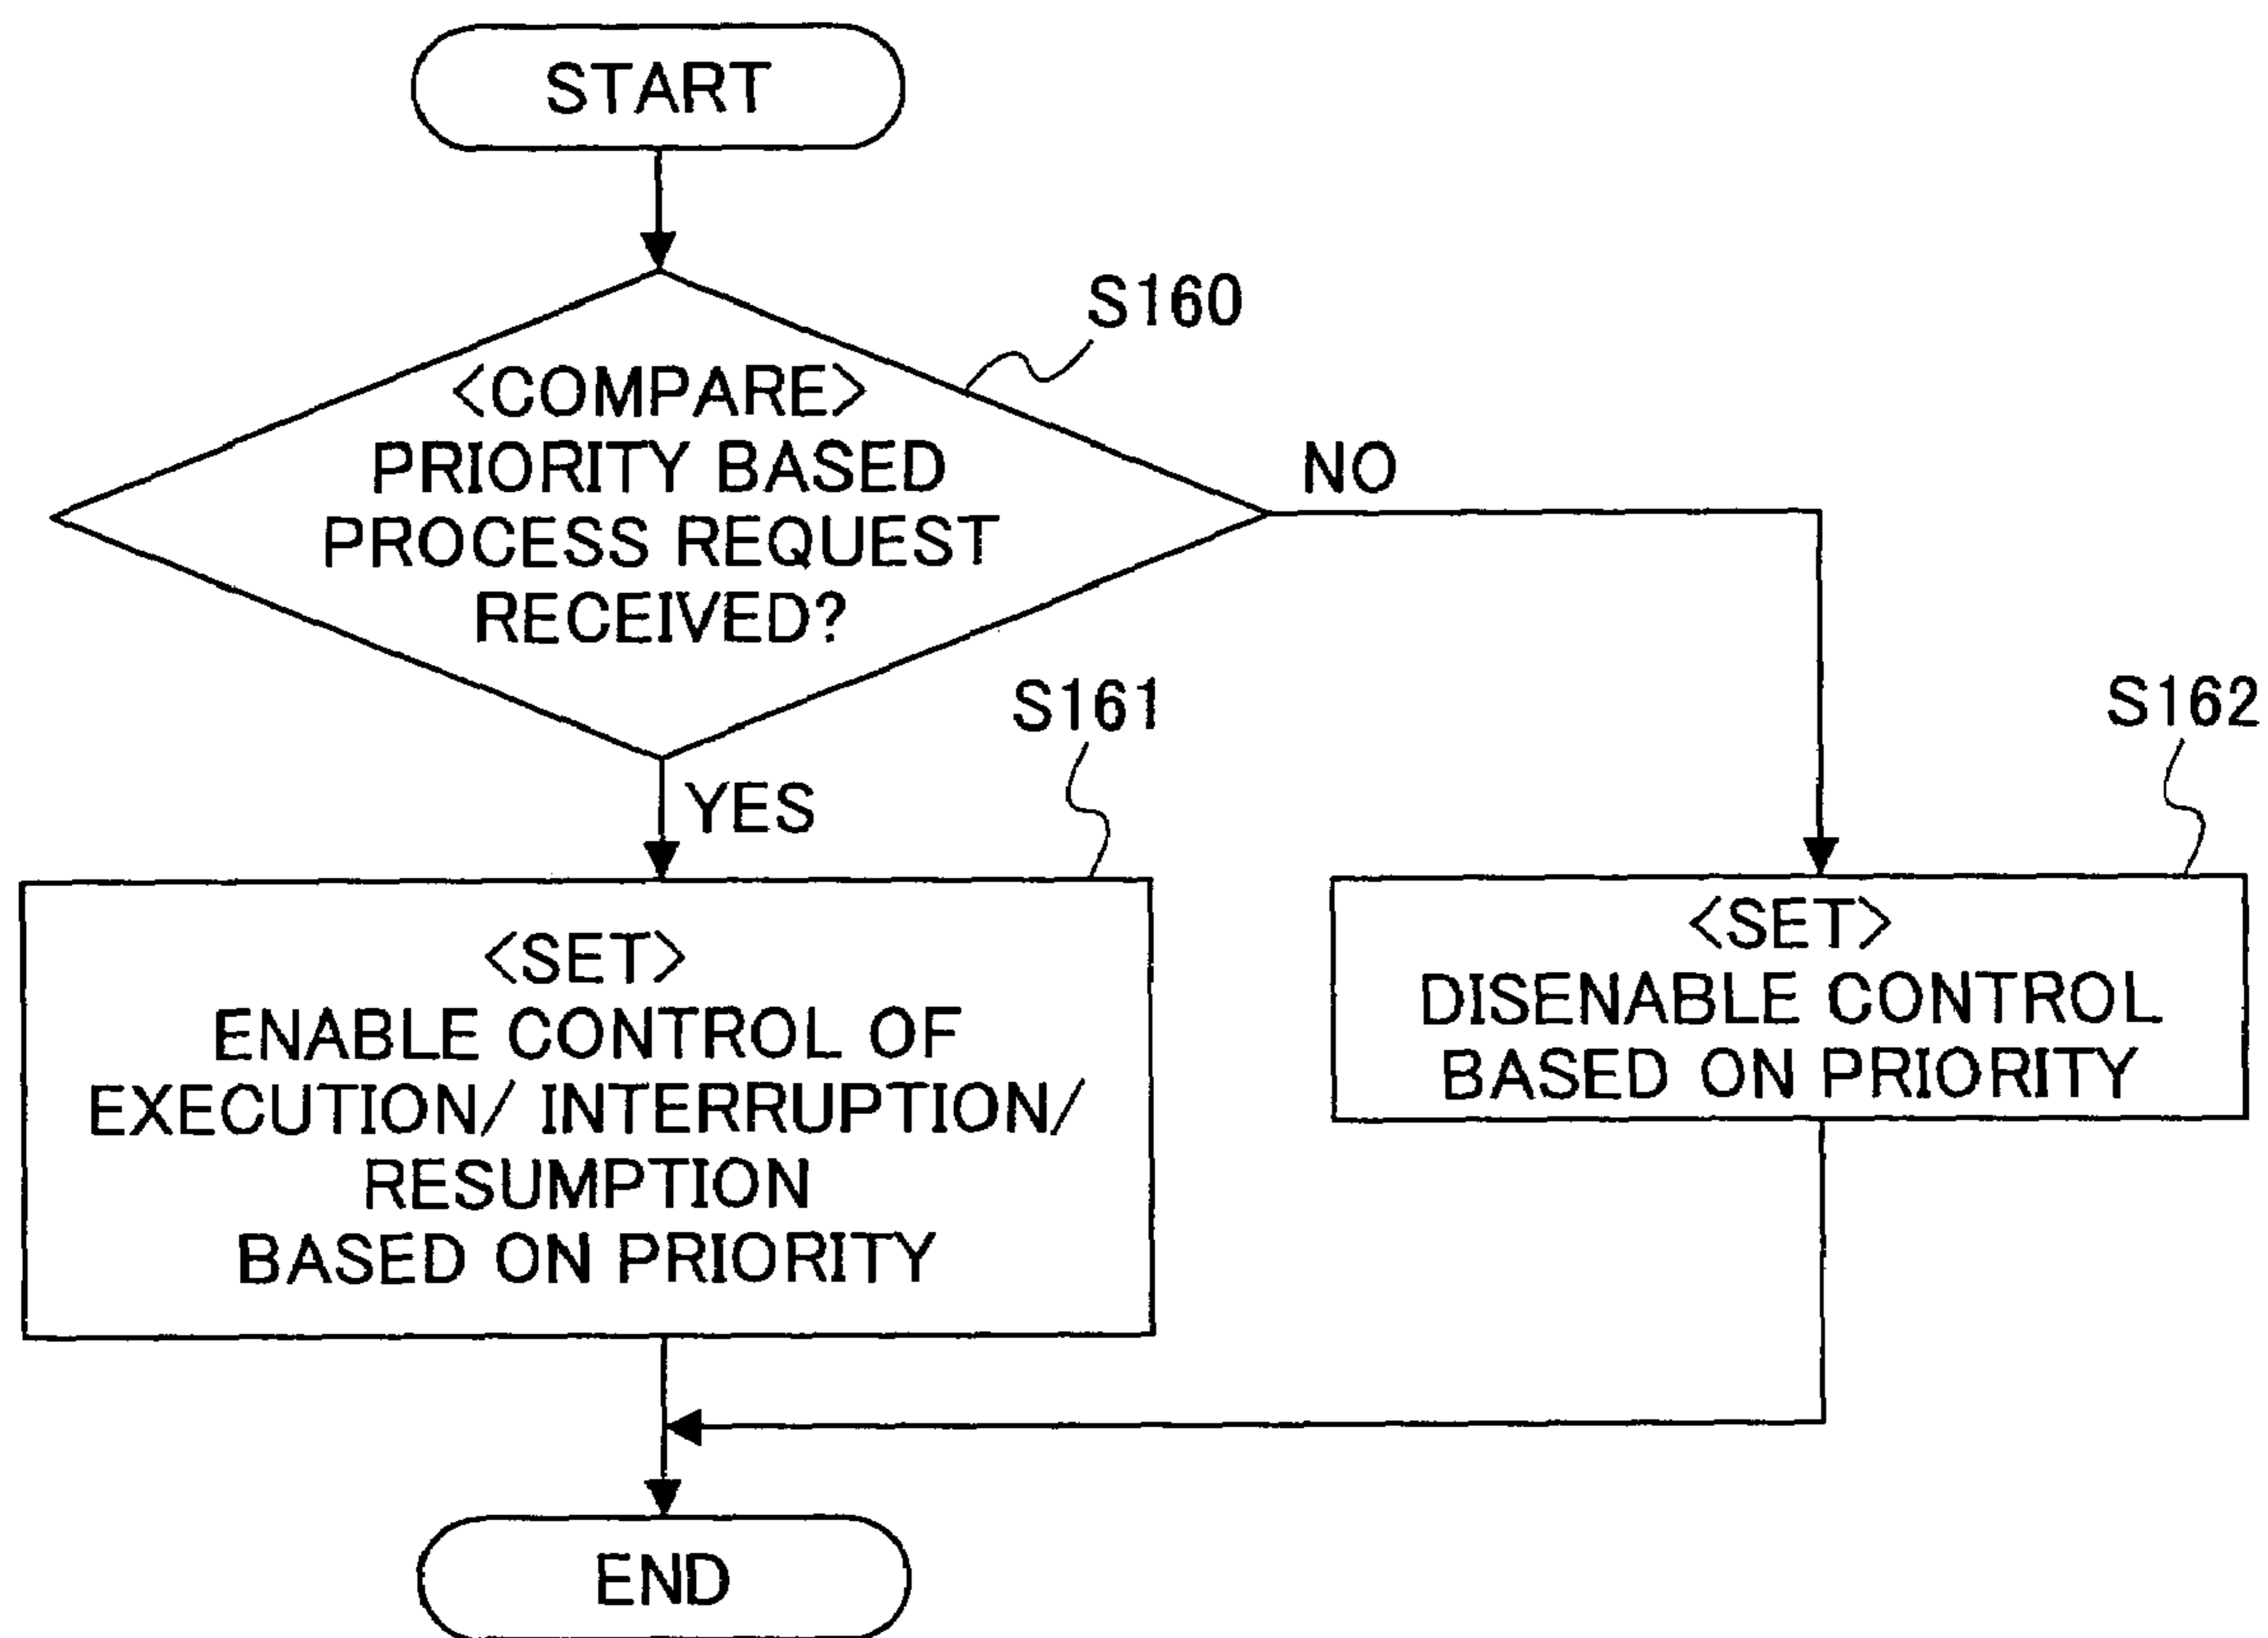 START
S160
<COMPARE>
PRIORITY BASED
PROCESS REQUEST
RECEIVED?
NO
YES
S161
<SET>
ENABLE CONTROL OF
EXECUTION/ INTERRUPTION/
RESUMPTION
BASED ON PRIORITY
S162
<SET>
DISENABLE CONTROL
BASED ON PRIORITY
END